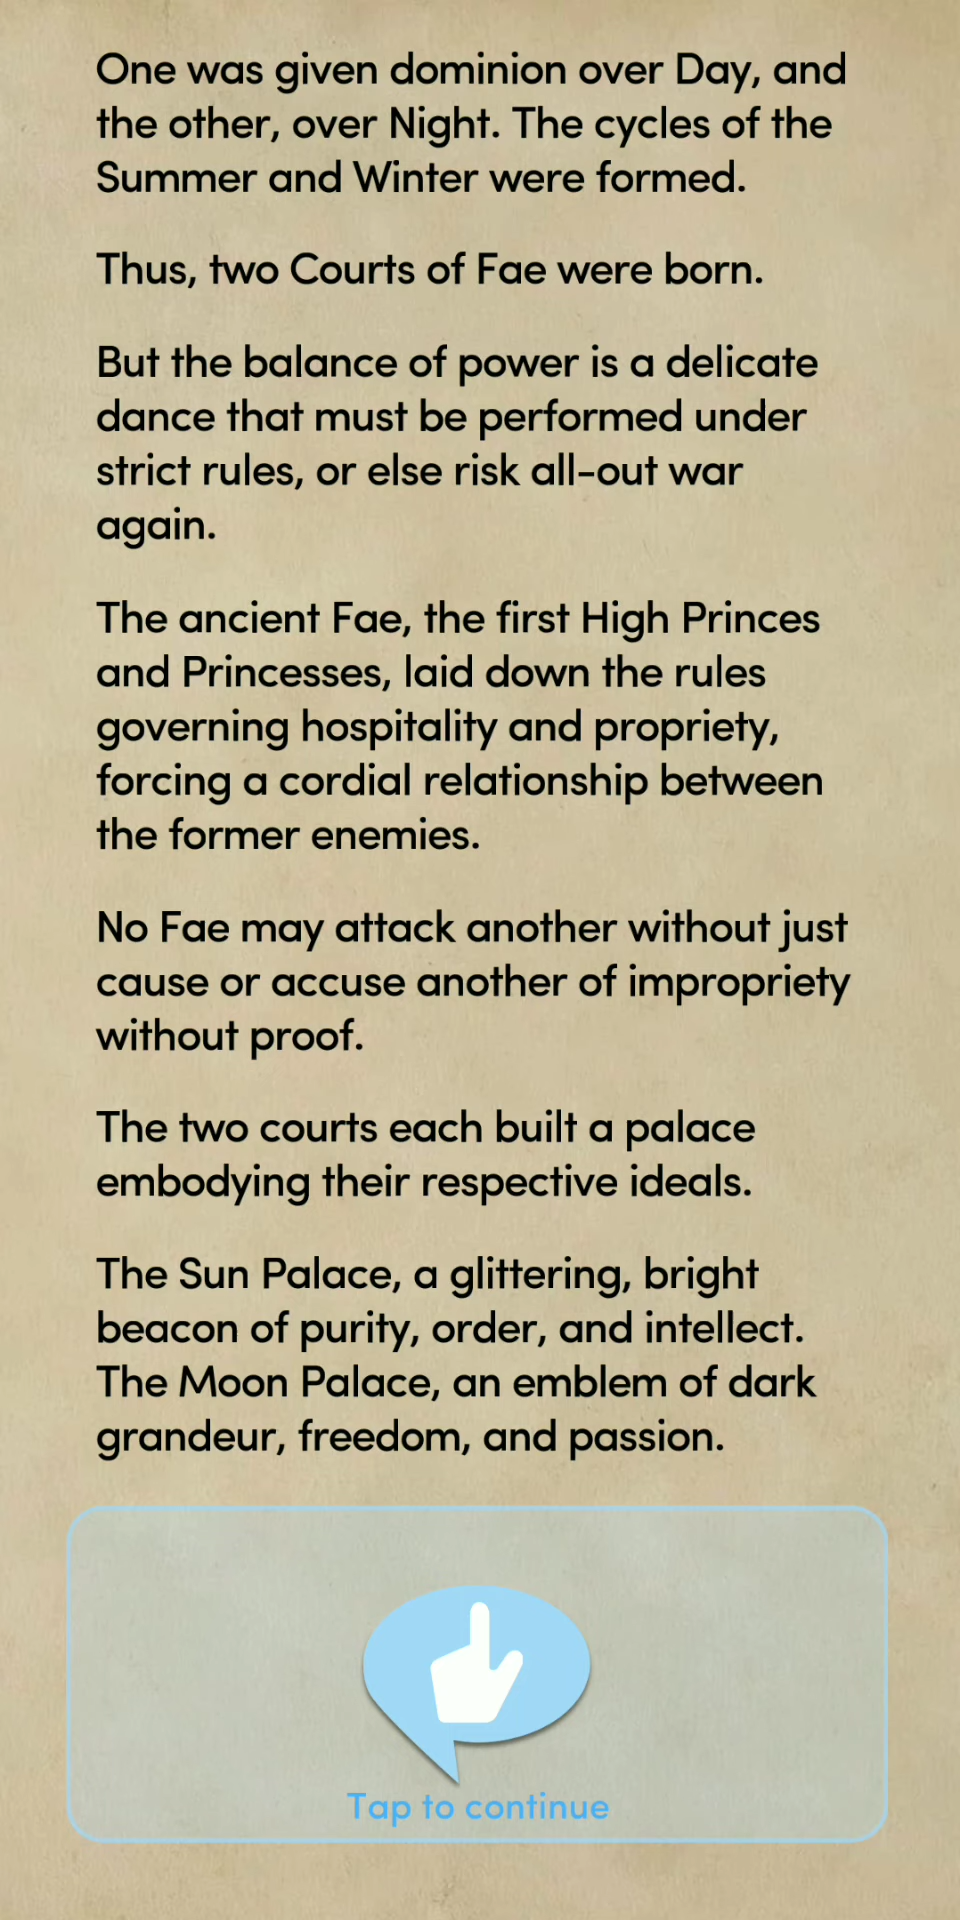 One was given dominion over Day, and
the other, over Night. The cycles of the
Summer and Winter were formed.
Thus, two Courts of Fae were born.
But the balance of power is a delicate
dance that must be performed under
strict rules, or else risk all-out war
again.
The ancient Fae, the first High Princes
and Princesses, laid down the rules
governing hospitality and propriety,
forcing a cordial relationship between
the former enemies.
No Fae may attack another without just
cause or accuse another of impropriety
without proof.
The two courts each built a palace
embodying their respective ideals.
The Sun Palace, a glittering, bright
beacon of purity, order, and intellect.
The Moon Palace, an emblem of dark
grandeur, freedom, and passion.
Tap to continue